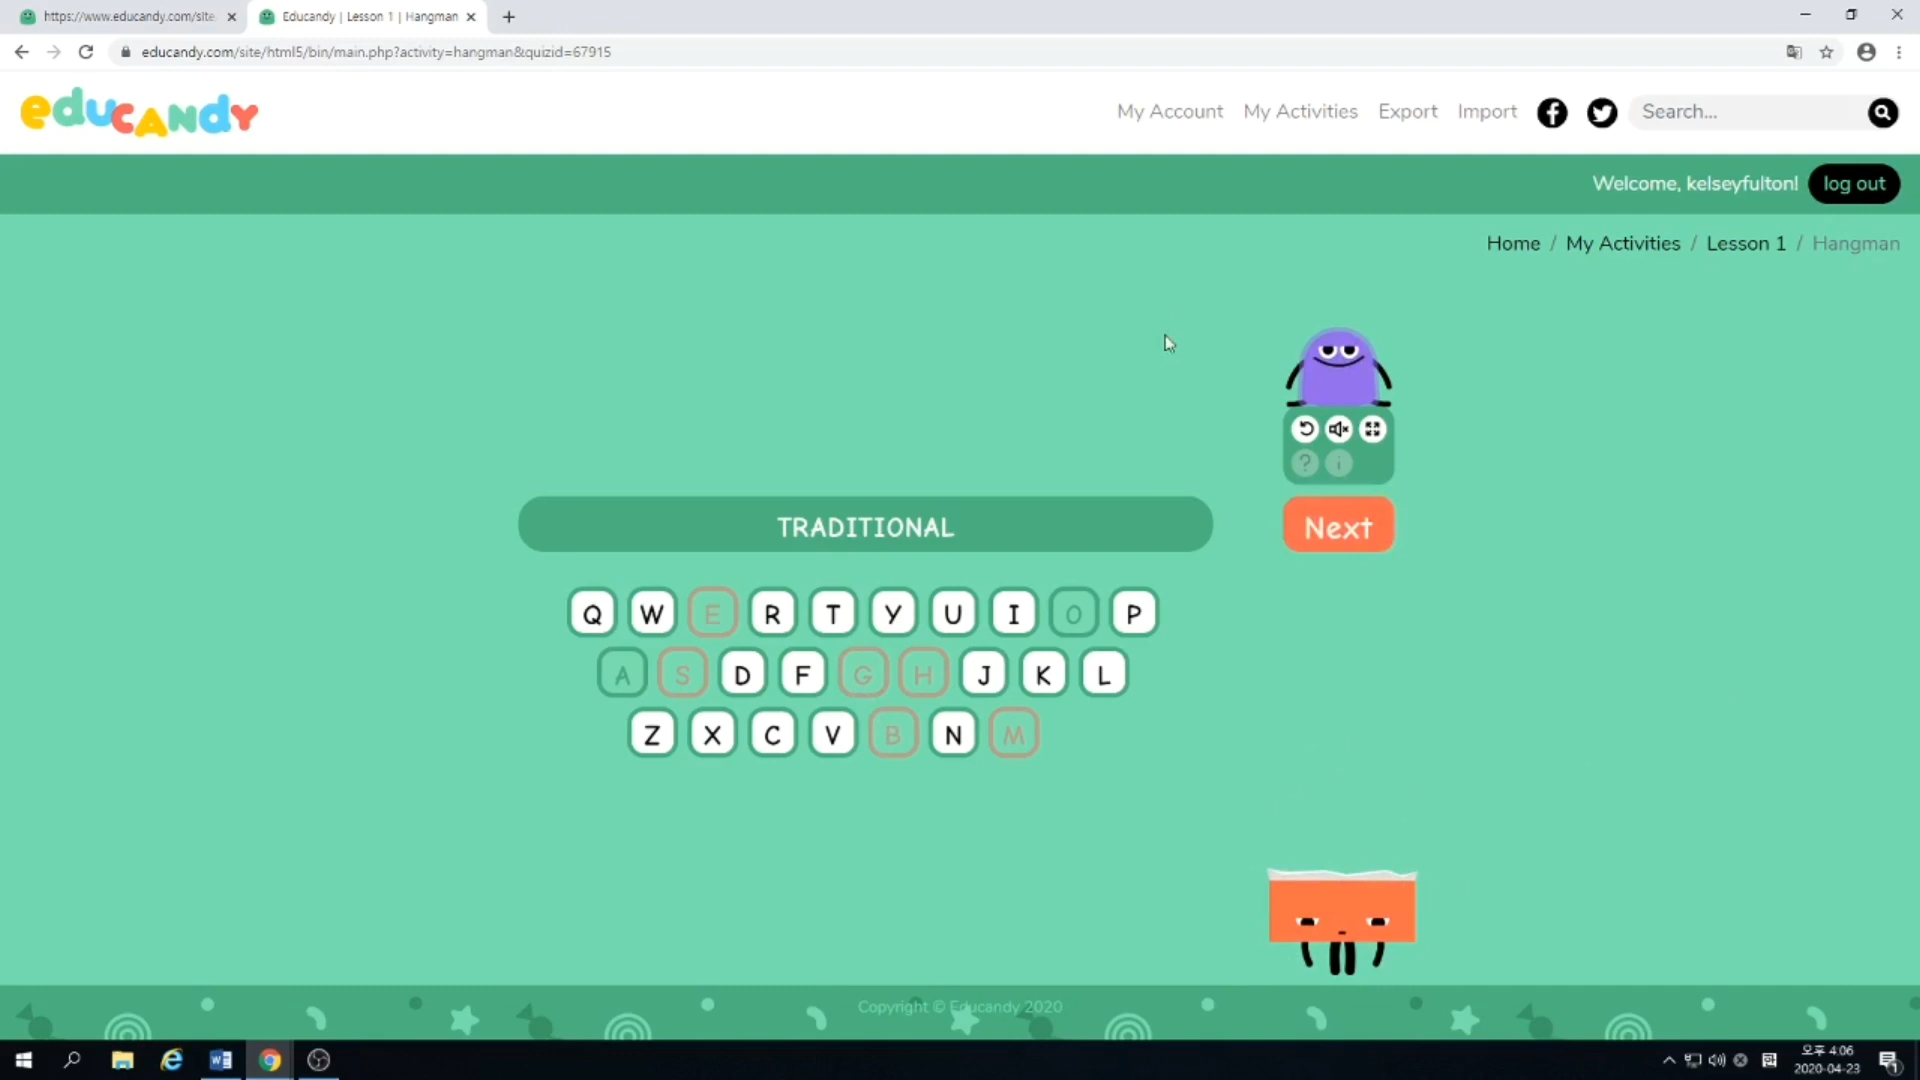 https://www.educandy.com/site
Educandy | Lesson 1 | Hangman
educandy.com/site/html5/bin/main.php?activity=hangman&quizid=67915
eduCANdy
My Account My Activities Export Import Search...
Welcome, kelseyfulton! log out
Home / My Activities / Lesson 1 / Hangman
? i
TRADITIONAL
Next
Q W E R T Y U I O P
A S D F G H J K L
Z X C V B N M
Copyright © Educandy 2020
오후 4:06
2020-04-23